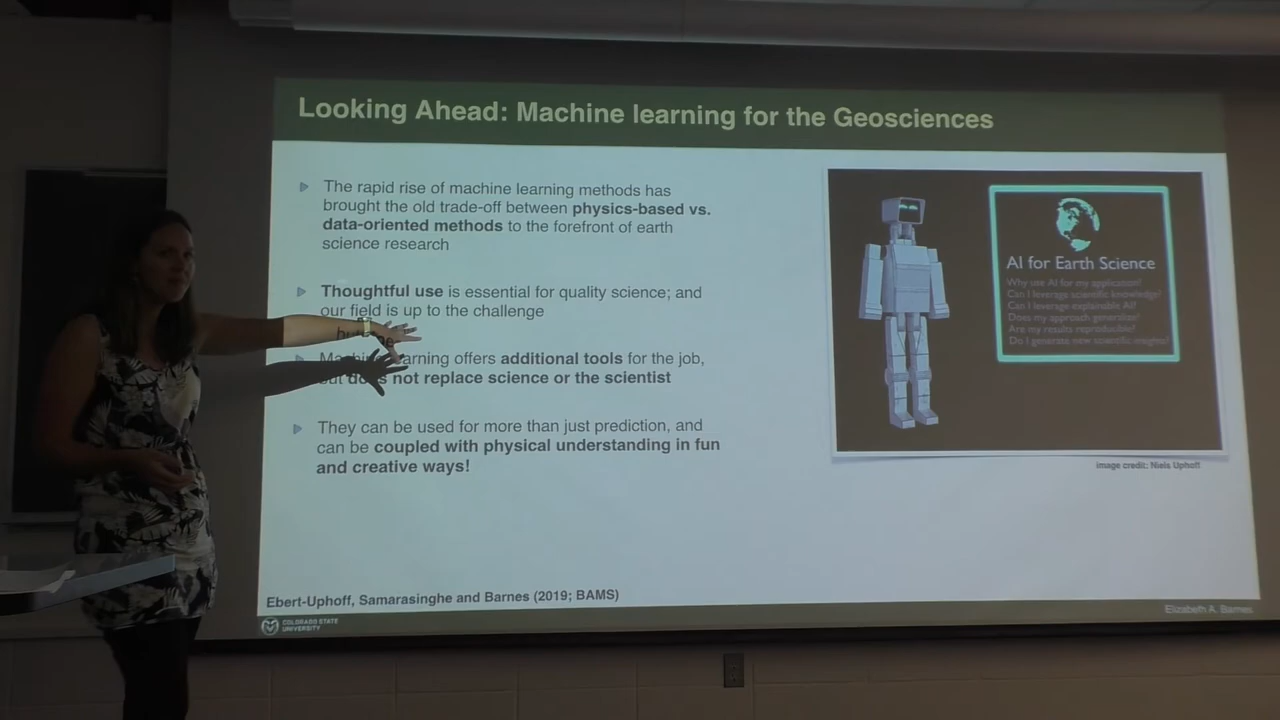 Looking Ahead: Machine learning for the Geosciences
The rapid rise of machine learning methods has
brought the old trade-off between physics-based vs.
data-oriented methods to the forefront of earth
science research
Thoughtful use is essential for quality science; and
our field is up to the challenge
arning offers additional tools for the job,
not replace science or the scientist
They can be used for more than just prediction, and
can be coupled with physical understanding in fun
and creative ways!
AI for Earth Science
Why use AI for my application?
Can I leverage scientific knowledge?
Can I leverage explainable AI?
Does my approach generalize?
Are my results reproducible?
Do I generate new scientific insights?
image credit: Niels Uphoff
Ebert-Uphoff, Samarasinghe and Barnes (2019; BAMS)
COLORADO STATE
UNIVERSITY
Elizabeth A. Barnes